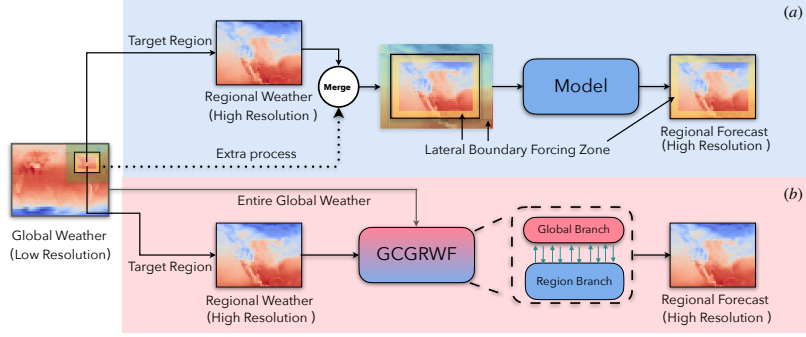 (a)
Target Region
Regional Weather
(High Resolution )
Merge
Extra process
Model
Lateral Boundary Forcing Zone
Regional Forecast
(High Resolution )
Global Weather
(Low Resolution)
(b)
Entire Global Weather
Target Region
Regional Weather
(High Resolution )
GCGRWF
Global Branch
Region Branch
Regional Forecast
(High Resolution )